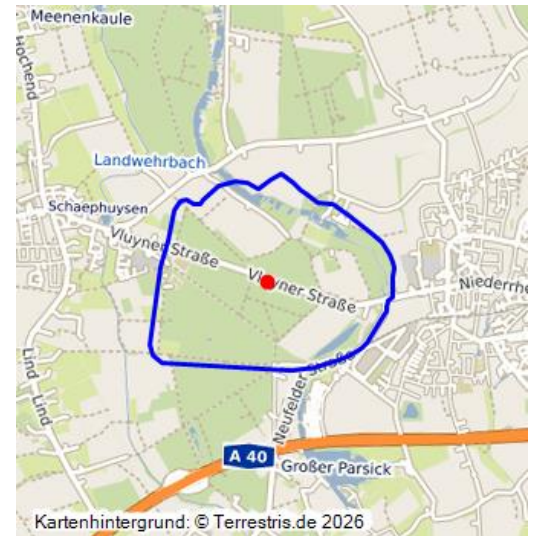 Meenenkaule
Hochend
Landwehrbach
Schaephuysen
Vluyner Straße
Vluyner Straße
Niederrhe
Lind
Lind
Neufelder Straße
A 40
Großer Parsick
Kartenhintergrund: © Terrestris.de 2026